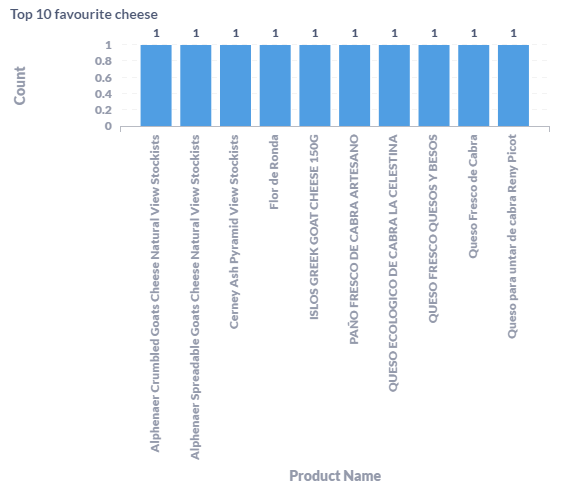 Top 10 favourite cheese
1 1 1 1 1 1 1 1 1 1
1
0.8
0.6
0.4
0.2
0
Count
Alphenaer Crumbled Goats Cheese Natural View Stockists
Alphenaer Spreadable Goats Cheese Natural View Stockists
Cerney Ash Pyramid View Stockists
Flor de Ronda
ISLOS GREEK GOAT CHEESE 150G
PAÑO FRESCO DE CABRA ARTESANO
QUESO ECOLOGICO DE CABRA LA CELESTINA
QUESO FRESCO QUESOS Y BESOS
Queso Fresco de Cabra
Queso para untar de cabra Reny Picot
Product Name